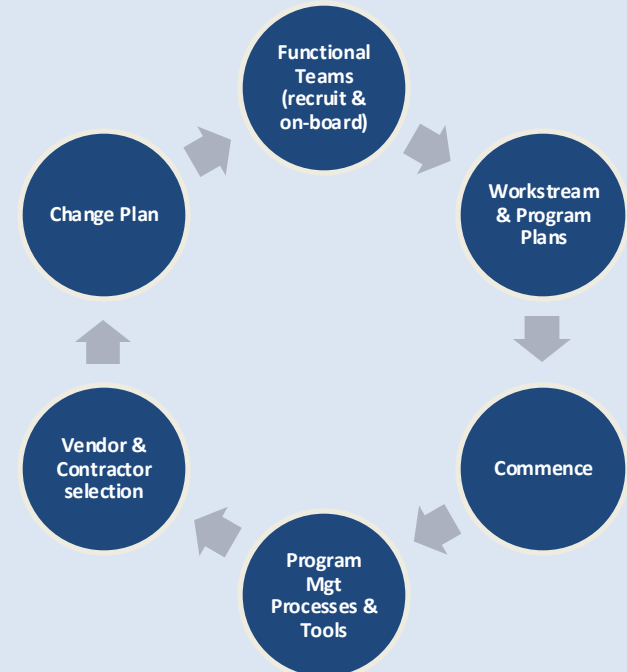 Functional
Teams
(recruit &
on-board)
Workstream
& Program
Plans
Commence
Program
Mgt
Processes &
Tools
Vendor &
Contractor
selection
Change Plan